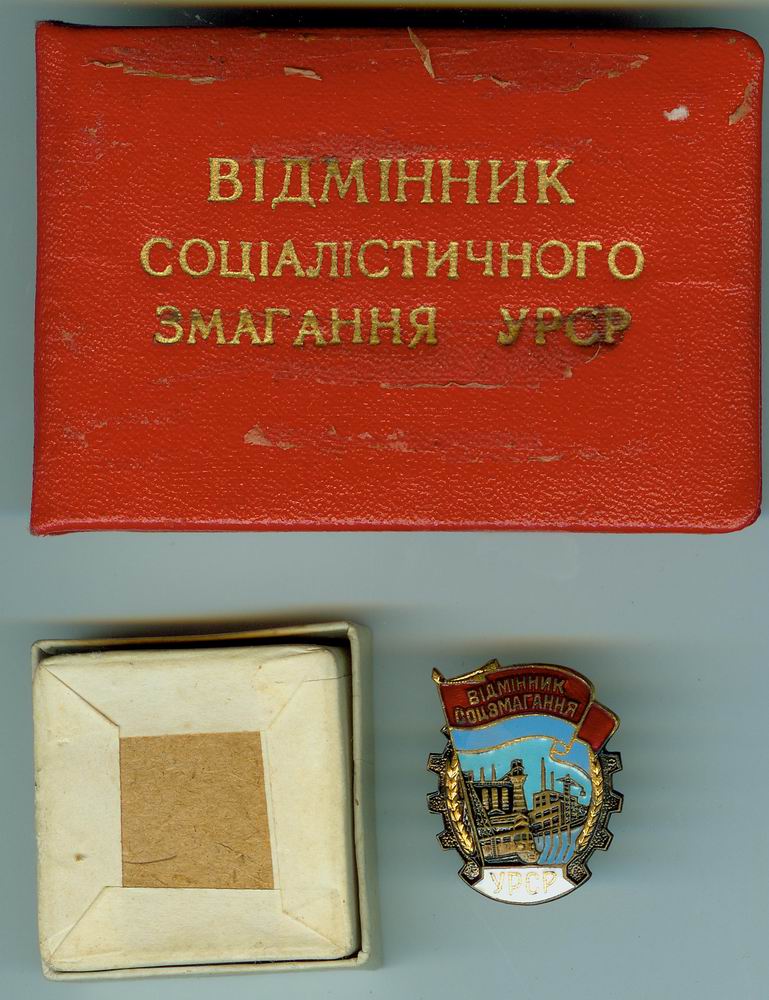 ВІДМІННИК
СОЦІАЛІСТИЧНОГО
ЗМАГАННЯ УРСР
ВІДМІННИК
СОЦЗМАГАННЯ
УРСР